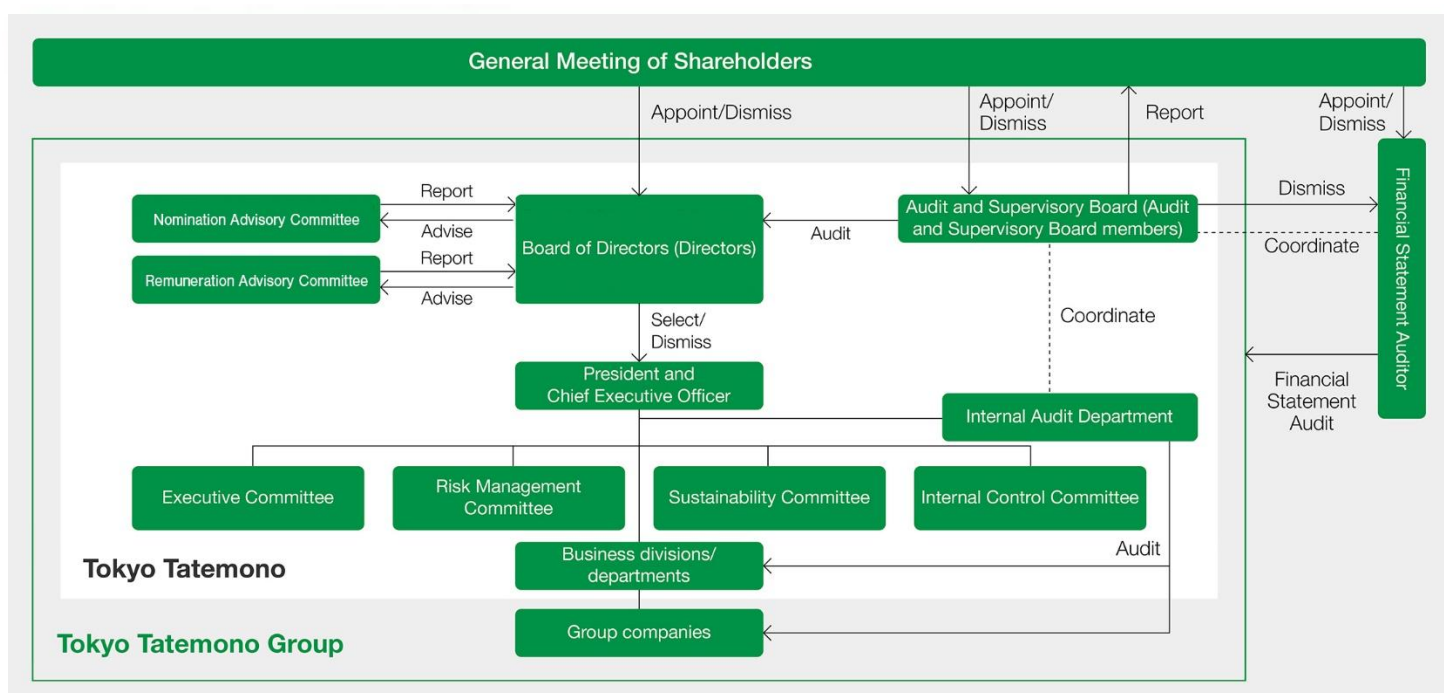 General Meeting of Shareholders
Appoint/Dismiss
Appoint/
Dismiss
Report
Appoint/
Dismiss
Nomination Advisory Committee
Report
Advise
Remuneration Advisory Committee
Report
Advise
Board of Directors (Directors)
Audit
Audit and Supervisory Board (Audit
and Supervisory Board members)
Dismiss
Coordinate
Financial Statement Auditor
Coordinate
Select/
Dismiss
President and
Chief Executive Officer
Financial
Statement
Audit
Internal Audit Department
Executive Committee
Risk Management
Committee
Sustainability Committee
Internal Control Committee
Audit
Business divisions/
departments
Tokyo Tatemono
Group companies
Tokyo Tatemono Group